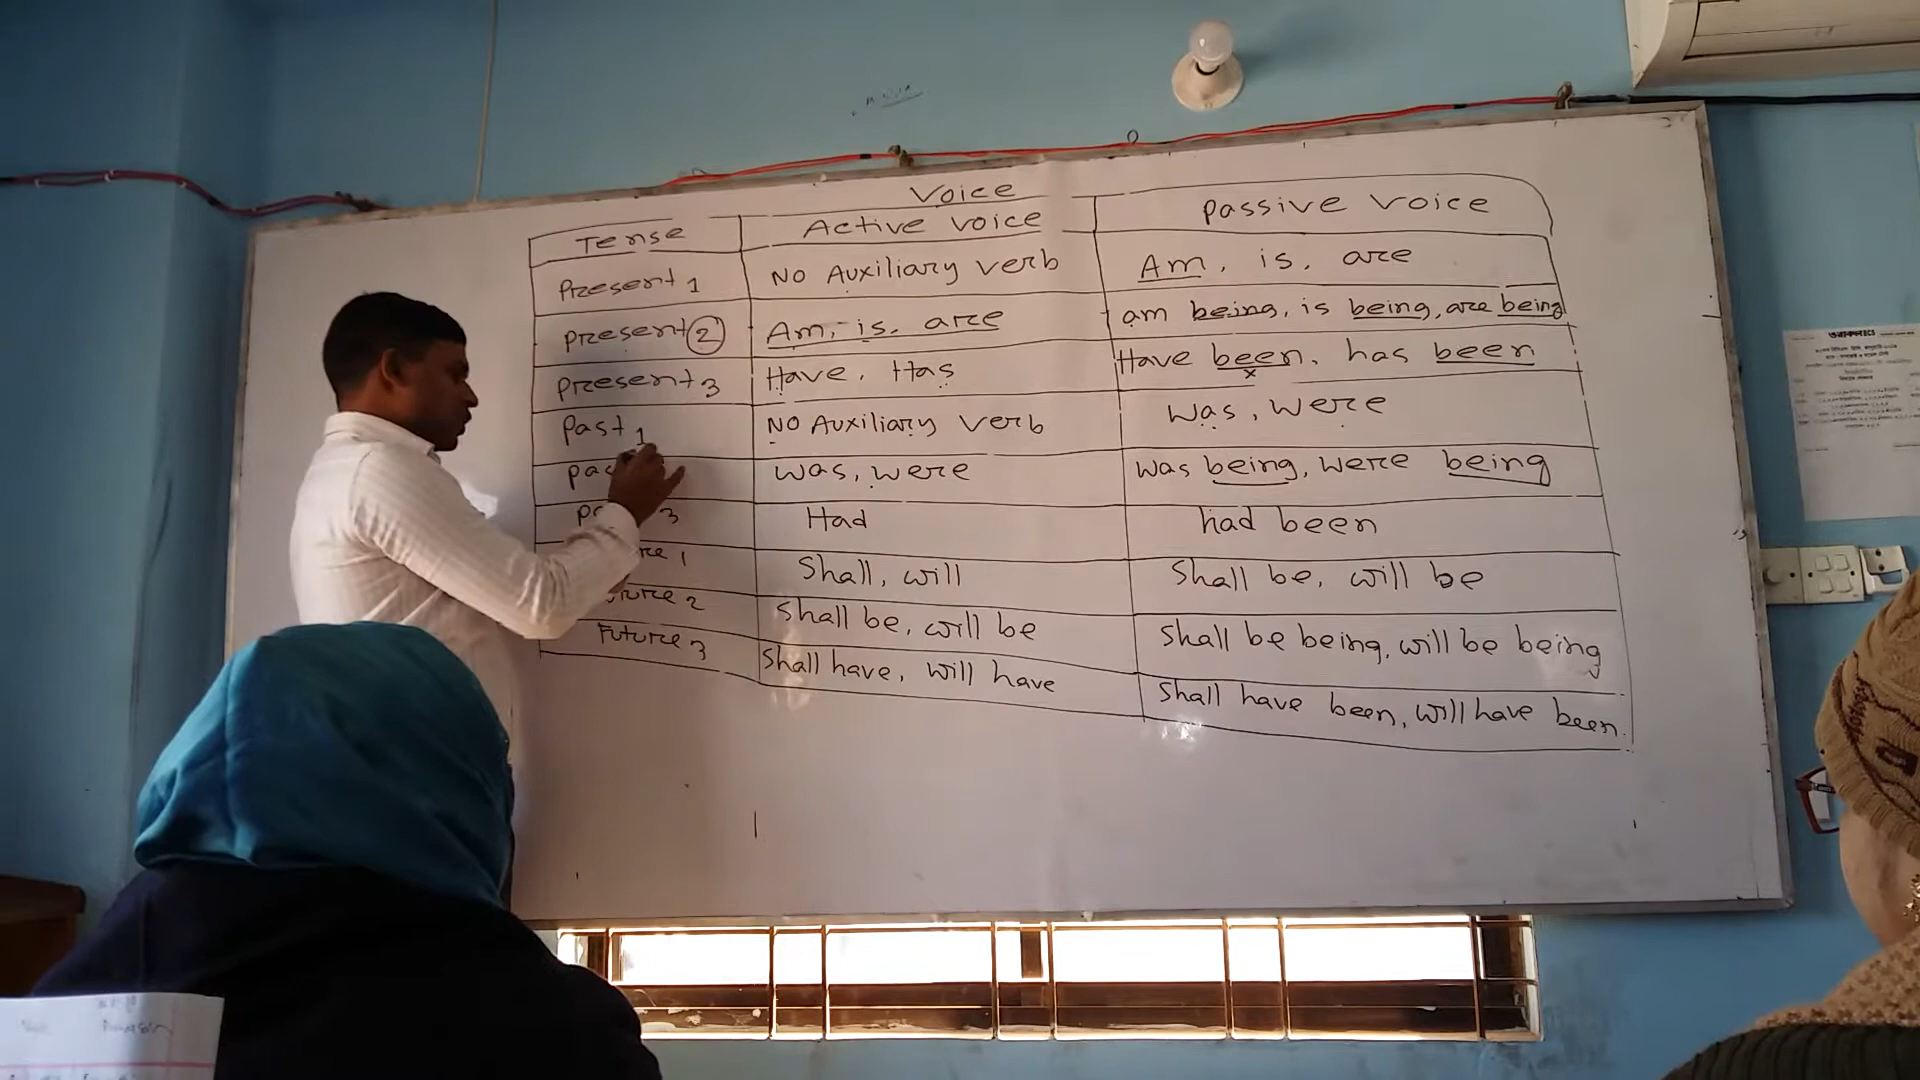 Voice
Tense Active voice passive voice
Present 1 NO Auxiliary verb Am, is, are
present 2 Am, is, are am being, is being, are being
present 3 Have, Has Have been, has been
past 1 NO Auxiliary verb was, were
was, were was being, were being
3 Had had been
1 Shall, will Shall be, will be
2 Shall be, will be Shall be being, will be being
Future 3 Shall have, will have Shall have been, will have been.